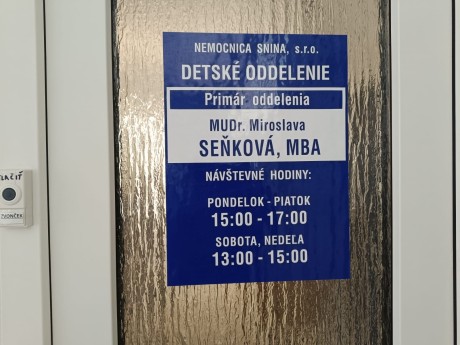 NEMOCNICA SNINA, s.r.o.
DETSKÉ ODDELENIE
Primár oddelenia
MUDr. Miroslava
SEŇKOVÁ, MBA
NÁVŠTEVNÉ HODINY:
PONDELOK - PIATOK
15:00 - 17:00
SOBOTA, NEDEĽA
13:00 - 15:00
ZVONČEK